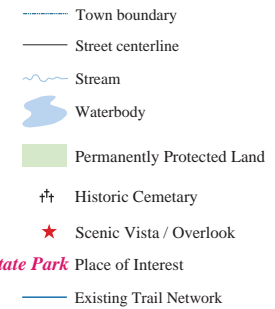 Town boundary
Street centerline
Stream
Waterbody
Permanently Protected Land
Historic Cemetary
Scenic Vista / Overlook
tate Park Place of Interest
Existing Trail Network